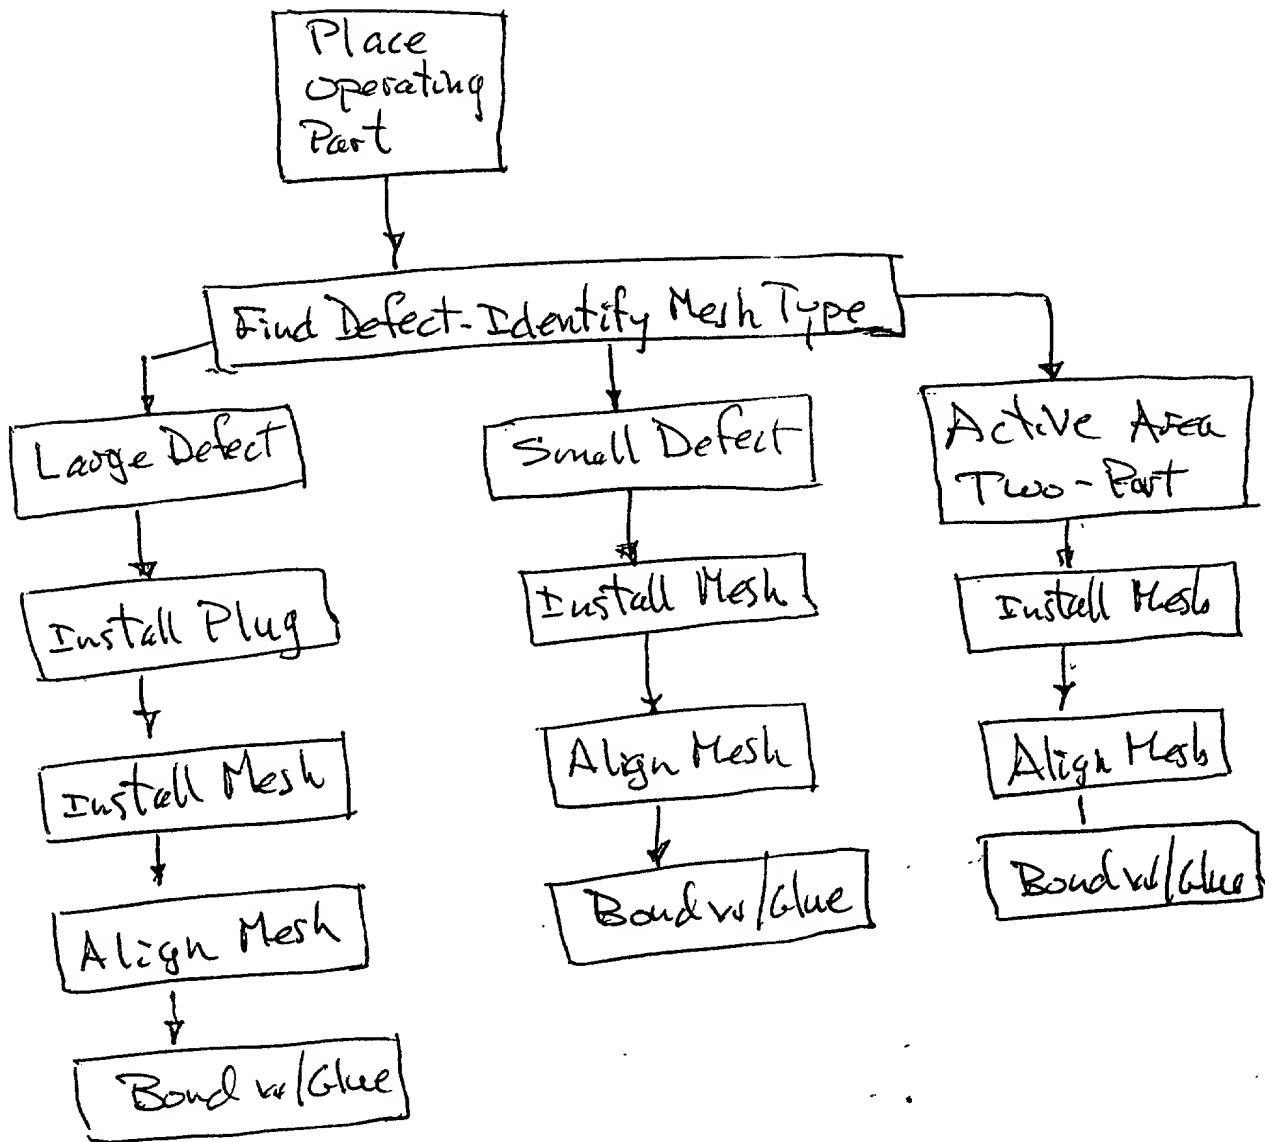 Place
operating
Part
Find Defect-Identify Mesh Type
Large Defect
Small Defect
Active Area
Two-Part
Install Plug
Install Mesh
Install Mesh
Install Mesh
Align Mesh
Align Mesh
Align Mesh
Bond w/Glue
Bond w/Glue
Bond w/Glue